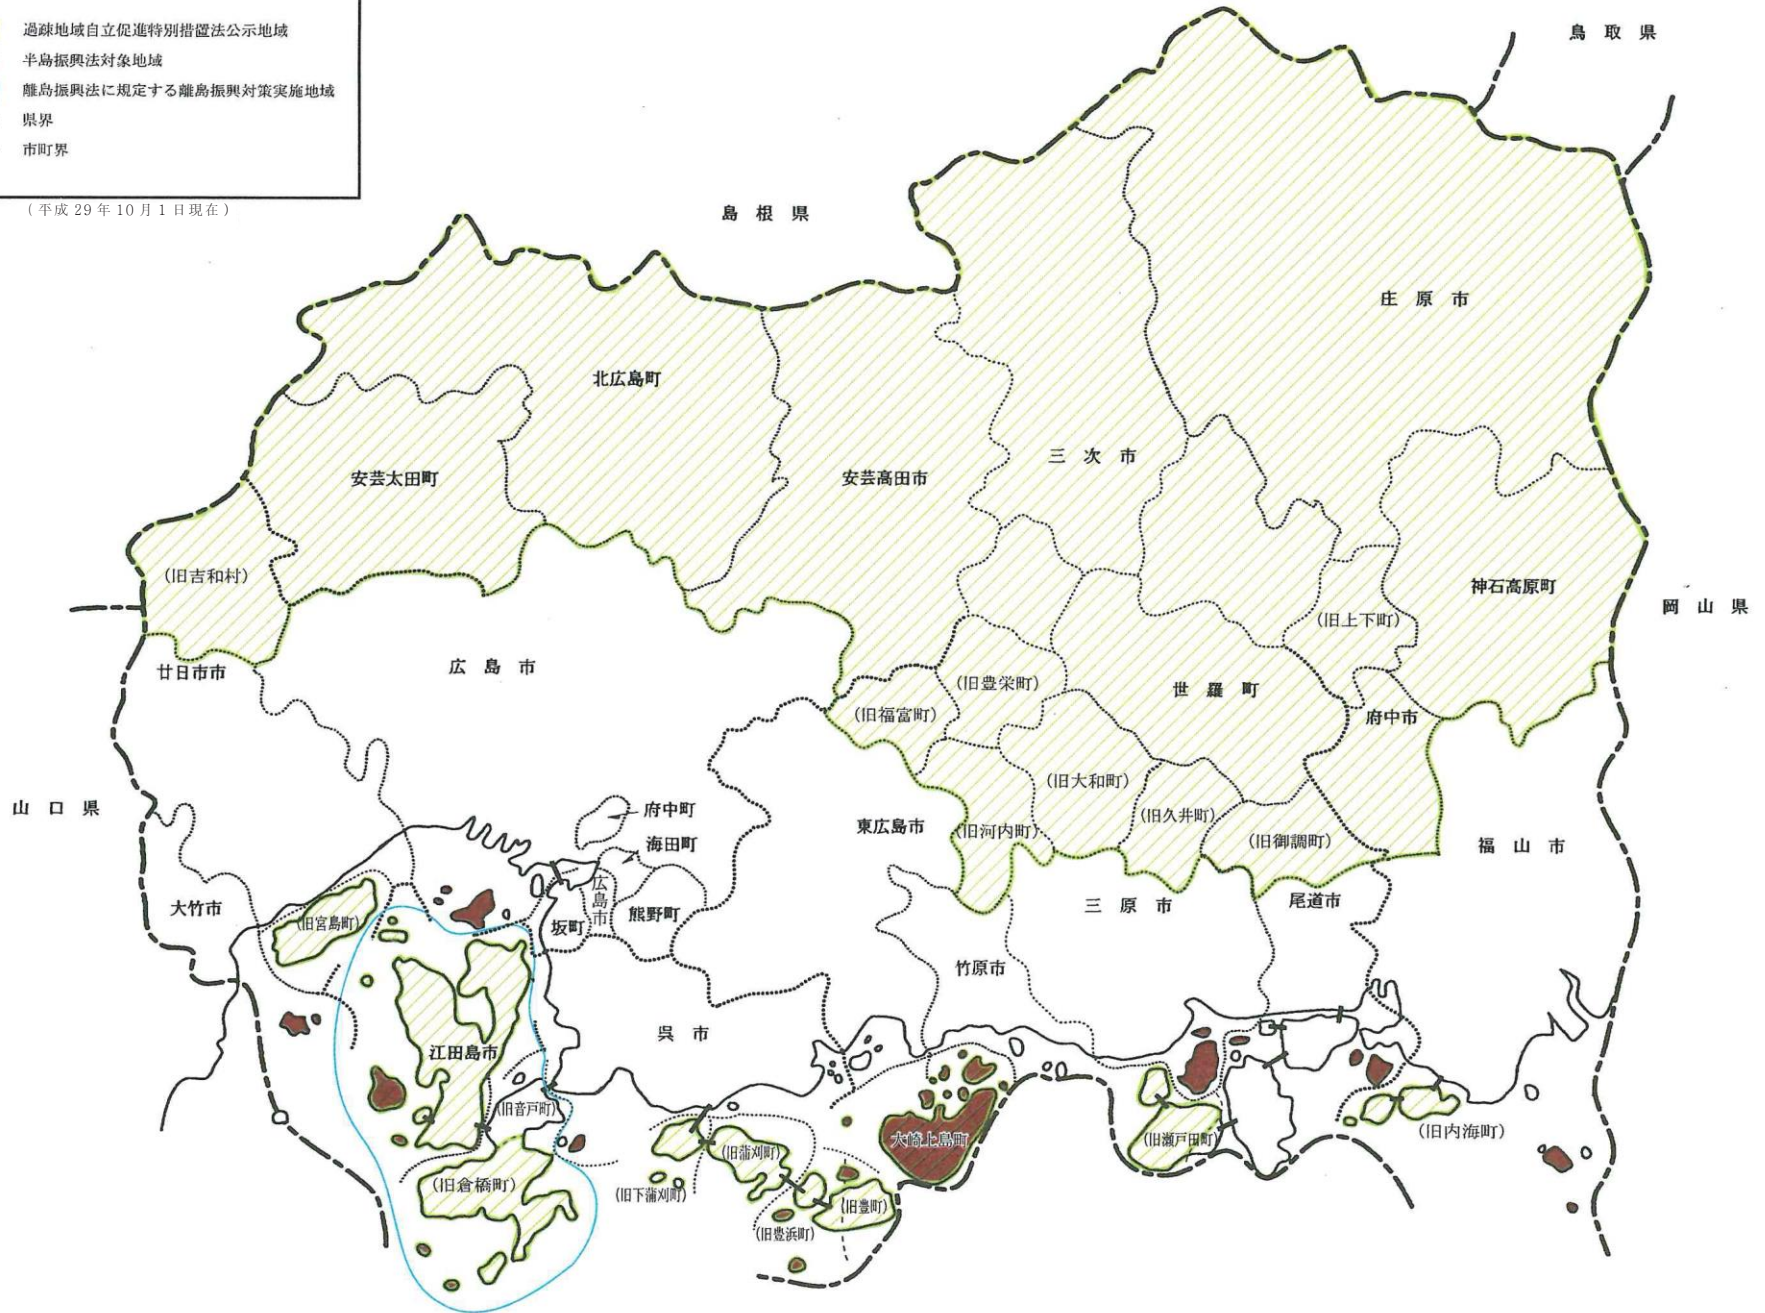 過疎地域自立促進特別措置法公示地域
半島振興法対象地域
離島振興法に規定する離島振興対策実施地域
県界
市町界
(平成 29 年 10 月 1 日現在)
鳥取県
島根県
庄原市
北広島町
三次市
安芸太田町
安芸高田市
(旧吉和村)
神石高原町
岡山県
(旧上下町)
廿日市市
広島市
(旧豊栄町)
世羅町
(旧福富町)
府中市
(旧大和町)
山口県
府中町
(旧久井町)
東広島市
(旧河内町)
海田町
(旧御調町)
福山市
広島市
大竹市
(旧宮島町)
坂町
熊野町
三原市
尾道市
竹原市
呉市
江田島市
(旧音戸町)
大崎上島町
(旧瀬戸田町)
(旧内海町)
(旧蒲刈町)
(旧倉橋町)
(旧下蒲刈町)
(旧豊町)
(旧豊浜町)